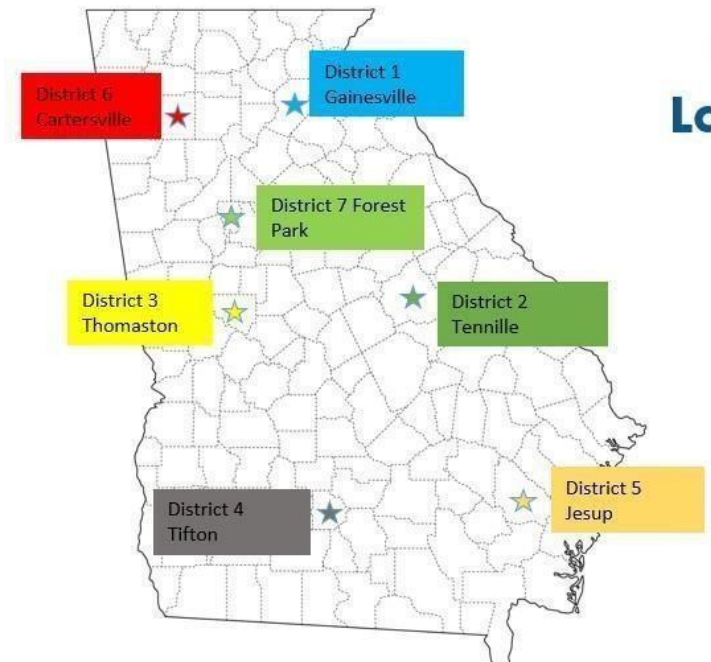 District 1
Gainesville
District 6
Cartersville
Lo
District 7 Forest
Park
District 3
Thomaston
District 2
Tennille
District 4
Tifton
District 5
Jesup